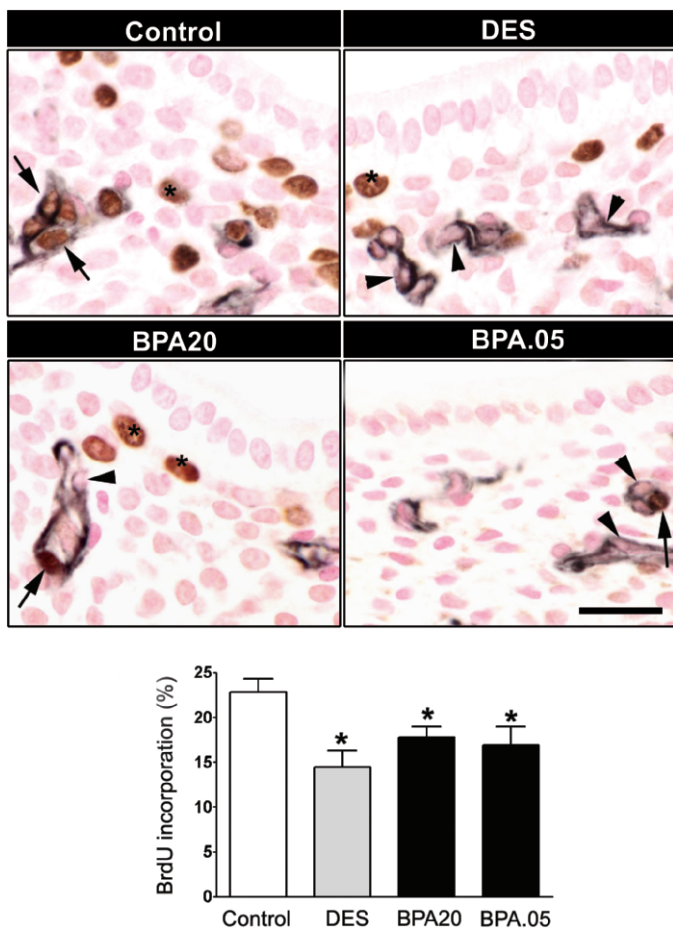 Control
DES
*
*
BPA20
BPA.05
*
*
BrdU incorporation (%)
25
20
15
10
5
0
*
*
*
Control
DES
BPA20
BPA.05